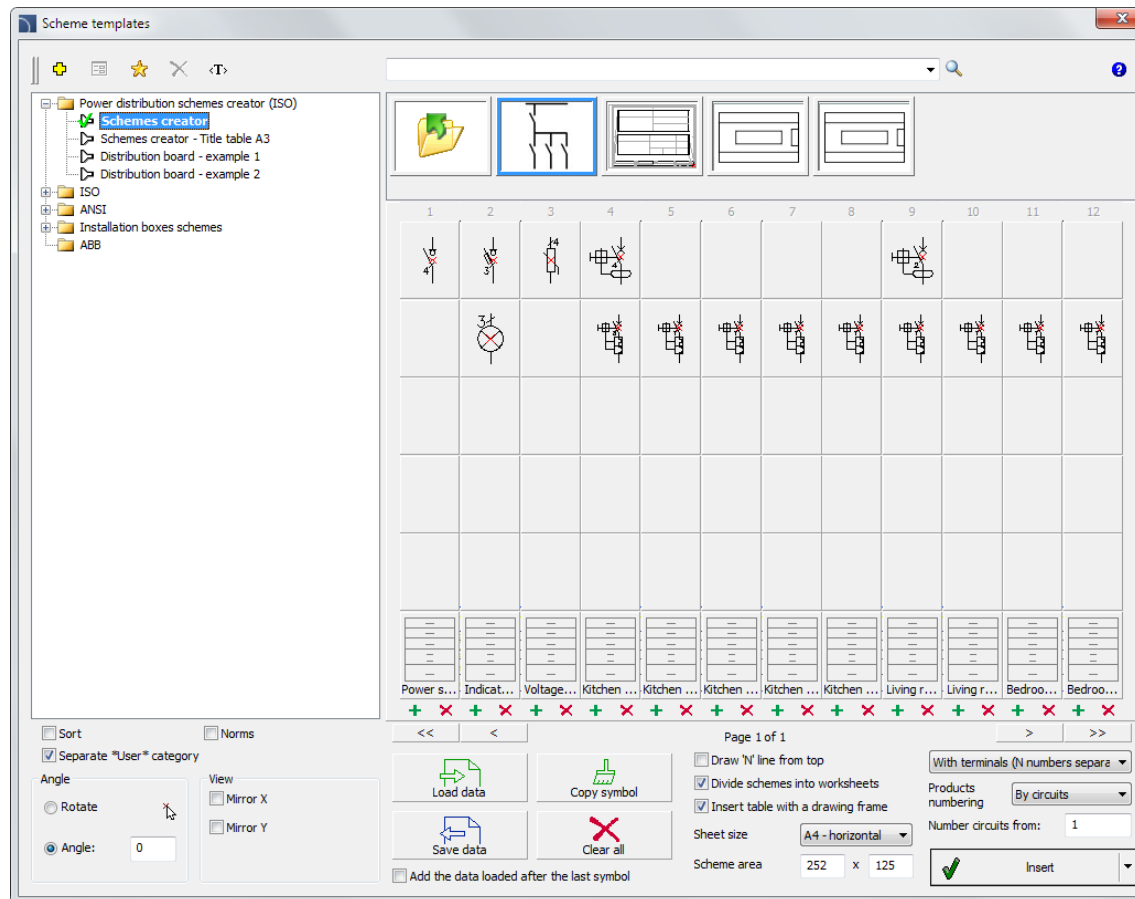 Scheme templates
<T>
Power distribution schemes creator (ISO)
Schemes creator
Schemes creator - Title table A3
Distribution board - example 1
Distribution board - example 2
ISO
ANSI
Installation boxes schemes
ABB
1 2 3 4 5 6 7 8 9 10 11 12
4 3 4 4 2
3
Power s... Indicat... Voltage... Kitchen ... Kitchen ... Kitchen ... Kitchen ... Kitchen ... Living r... Living r... Bedroo... Bedroo...
<< < Page 1 of 1 > >>
Sort Norms
Separate *User* category
Angle View
Rotate Mirror X
Mirror Y
Angle: 0
Load data Copy symbol
Save data Clear all
Add the data loaded after the last symbol
Draw 'N' line from top
Divide schemes into worksheets
Insert table with a drawing frame
Sheet size A4 - horizontal
Scheme area 252 x 125
With terminals (N numbers separa
Products numbering By circuits
Number circuits from: 1
Insert